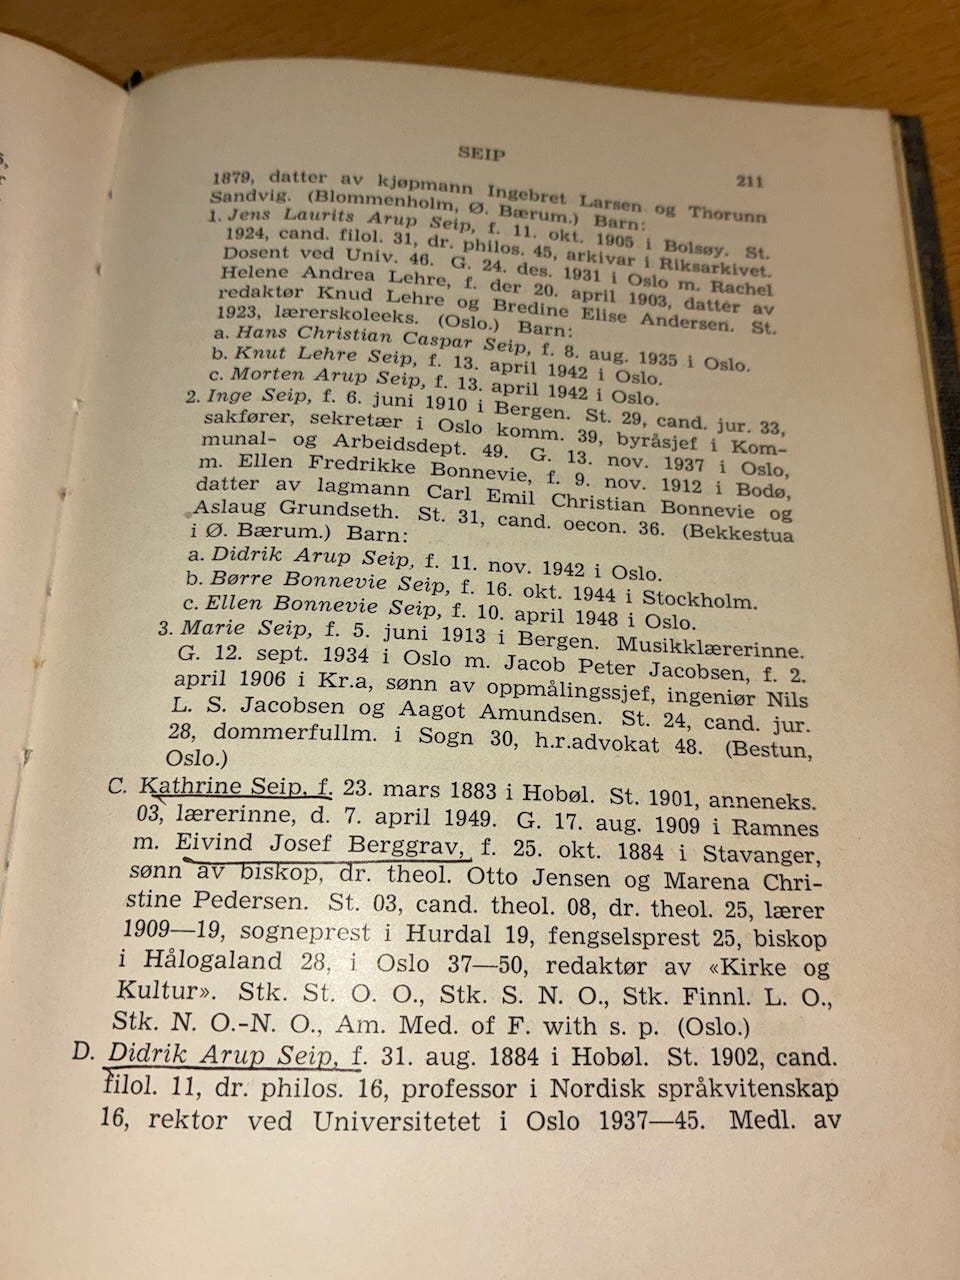 SEIP
211
1879, datter av kjøpmann Ingebret Larsen og Thorunn
Sandvig. (Blommenholm, Ø. Bærum.) Barn:
1. Jens Laurits Arup Seip, f. 11. okt. 1905 i Bolsøy. St.
1924, cand. filol. 31, dr. philos. 45, arkivar i Riksarkivet.
Dosent ved Univ. 46. G. 24. des. 1931 i Oslo m. Rachel
Helene Andrea Lehre, f. der 20. april 1903, datter av
redaktør Knud Lehre og Bredine Elise Andersen. St.
1923, lærerskoleeks. (Oslo.) Barn:
a. Hans Christian Caspar Seip, f. 8. aug. 1935 i Oslo.
b. Knut Lehre Seip, f. 13. april 1942 i Oslo.
c. Morten Arup Seip, f. 13. april 1942 i Oslo.
2. Inge Seip, f. 6. juni 1910 i Bergen. St. 29, cand. jur. 33,
sakfører, sekretær i Oslo komm. 39, byråsjef i Kom-
munal- og Arbeidsdept. 49. G. 13. nov. 1937 i Oslo,
m. Ellen Fredrikke Bonnevie, f. 9. nov. 1912 i Bodø,
datter av lagmann Carl Emil Christian Bonnevie og
Aslaug Grundseth. St. 31, cand. oecon. 36. (Bekkestua
i Ø. Bærum.) Barn:
a. Didrik Arup Seip, f. 11. nov. 1942 i Oslo.
b. Børre Bonnevie Seip, f. 16. okt. 1944 i Stockholm.
c. Ellen Bonnevie Seip, f. 10. april 1948 i Oslo.
3. Marie Seip, f. 5. juni 1913 i Bergen. Musikklærerinne.
G. 12. sept. 1934 i Oslo m. Jacob Peter Jacobsen, f. 2.
april 1906 i Kr.a, sønn av oppmålingssjef, ingeniør Nils
L. S. Jacobsen og Aagot Amundsen. St. 24, cand. jur.
28, dommerfullm. i Sogn 30, h.r.advokat 48. (Bestun,
Oslo.)
C. Kathrine Seip, f. 23. mars 1883 i Hobøl. St. 1901, anneneks.
03, lærerinne, d. 7. april 1949. G. 17. aug. 1909 i Ramnes
m. Eivind Josef Berggrav, f. 25. okt. 1884 i Stavanger,
sønn av biskop, dr. theol. Otto Jensen og Marena Chri-
stine Pedersen. St. 03, cand. theol. 08, dr. theol. 25, lærer
1909—19, sogneprest i Hurdal 19, fengselsprest 25, biskop
i Hålogaland 28, i Oslo 37—50, redaktør av «Kirke og
Kultur». Stk. St. O. O., Stk. S. N. O., Stk. Finnl. L. O.,
Stk. N. O.-N. O., Am. Med. of F. with s. p. (Oslo.)
D. Didrik Arup Seip, f. 31. aug. 1884 i Hobøl. St. 1902, cand.
filol. 11, dr. philos. 16, professor i Nordisk språkvitenskap
16, rektor ved Universitetet i Oslo 1937—45. Medl. av